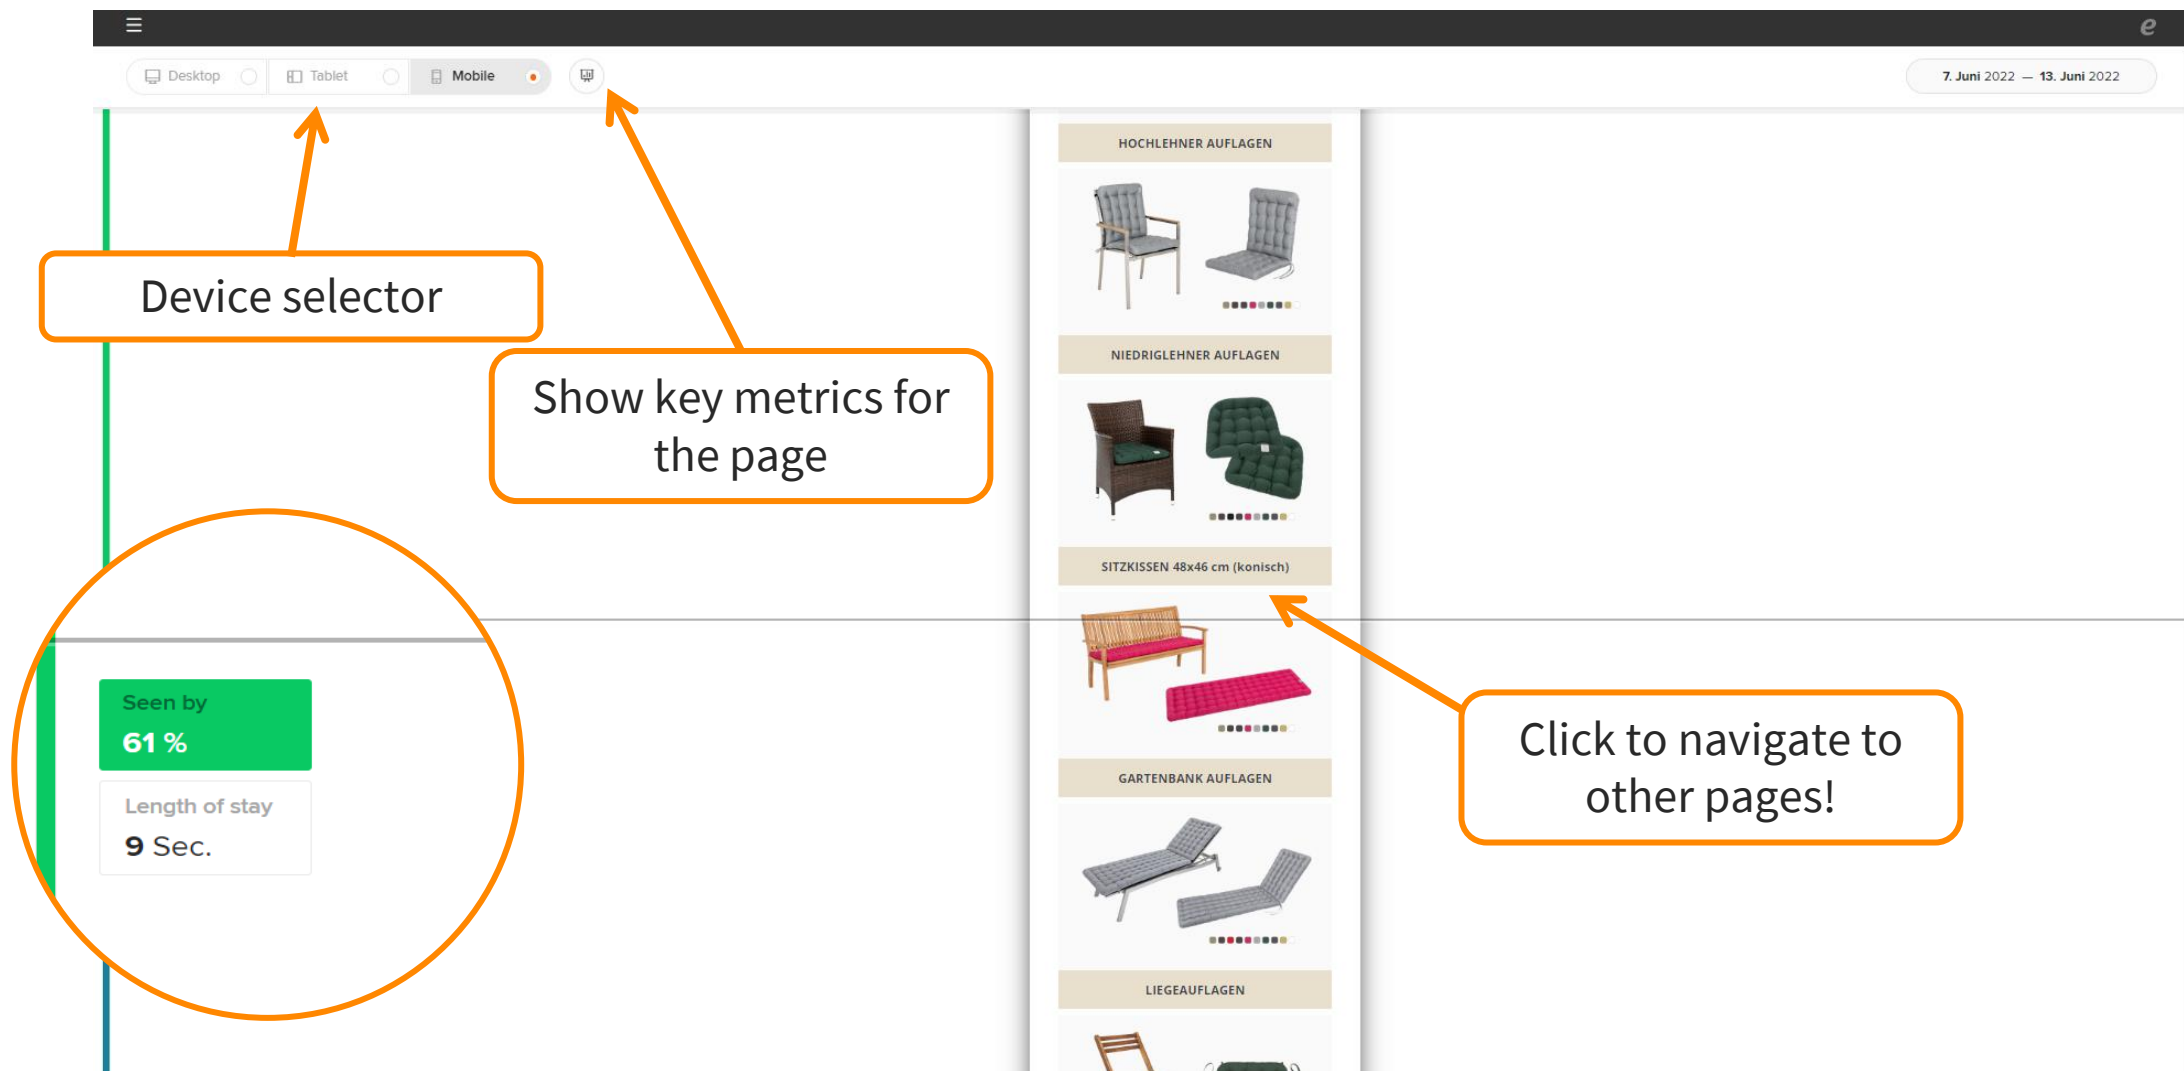 ☰
e
Desktop
Tablet
Mobile
7. Juni 2022 — 13. Juni 2022
HOCHLEHNER AUFLAGEN
Device selector
NIEDRIGLEHNER AUFLAGEN
Show key metrics for
the page
SITZKISSEN 48x46 cm (konisch)
Seen by
61 %
Length of stay
9 Sec.
Click to navigate to
other pages!
GARTENBANK AUFLAGEN
LIEGEAUFLAGEN